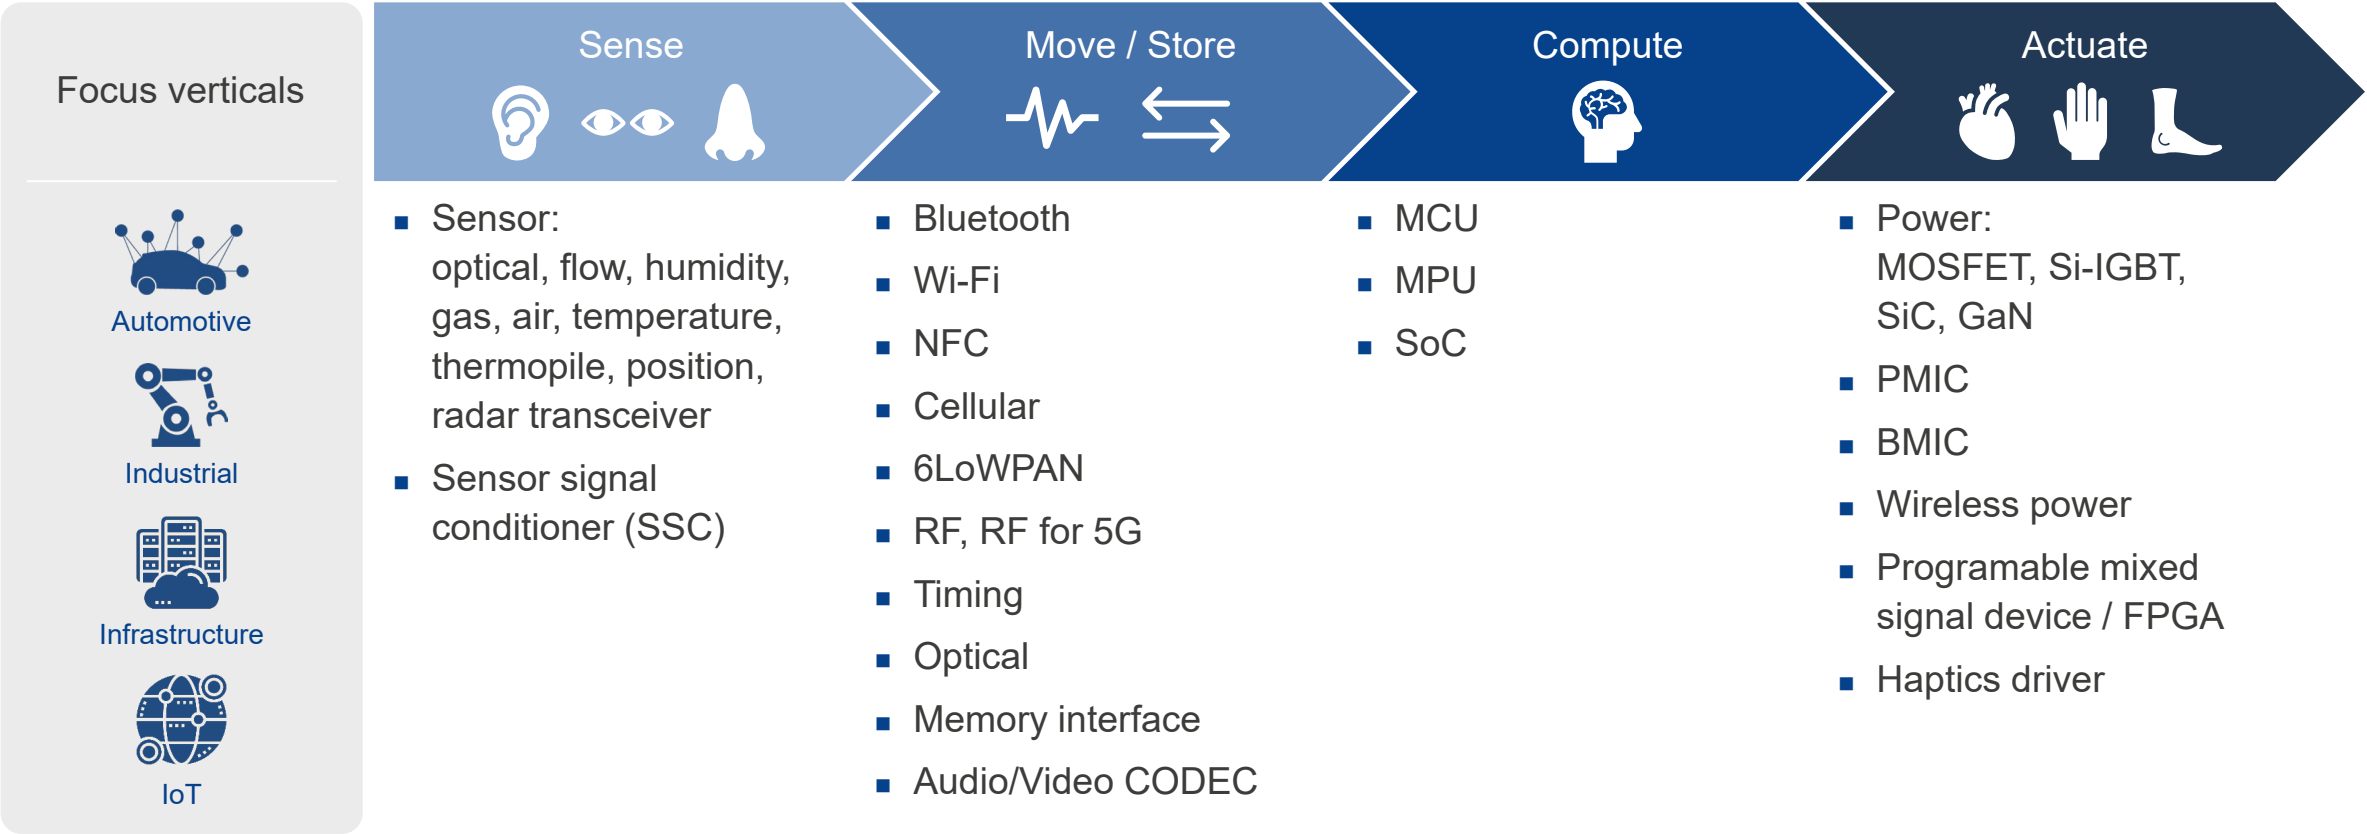 Focus verticals
Automotive
Industrial
Infrastructure
IoT
Sense
Sensor:
optical, flow, humidity,
gas, air, temperature,
thermopile, position,
radar transceiver
Sensor signal
conditioner (SSC)
Move / Store
Bluetooth
Wi-Fi
NFC
Cellular
6LoWPAN
RF, RF for 5G
Timing
Optical
Memory interface
Audio/Video CODEC
Compute
MCU
MPU
SoC
Actuate
Power:
MOSFET, Si-IGBT,
SiC, GaN
PMIC
BMIC
Wireless power
Programable mixed
signal device / FPGA
Haptics driver